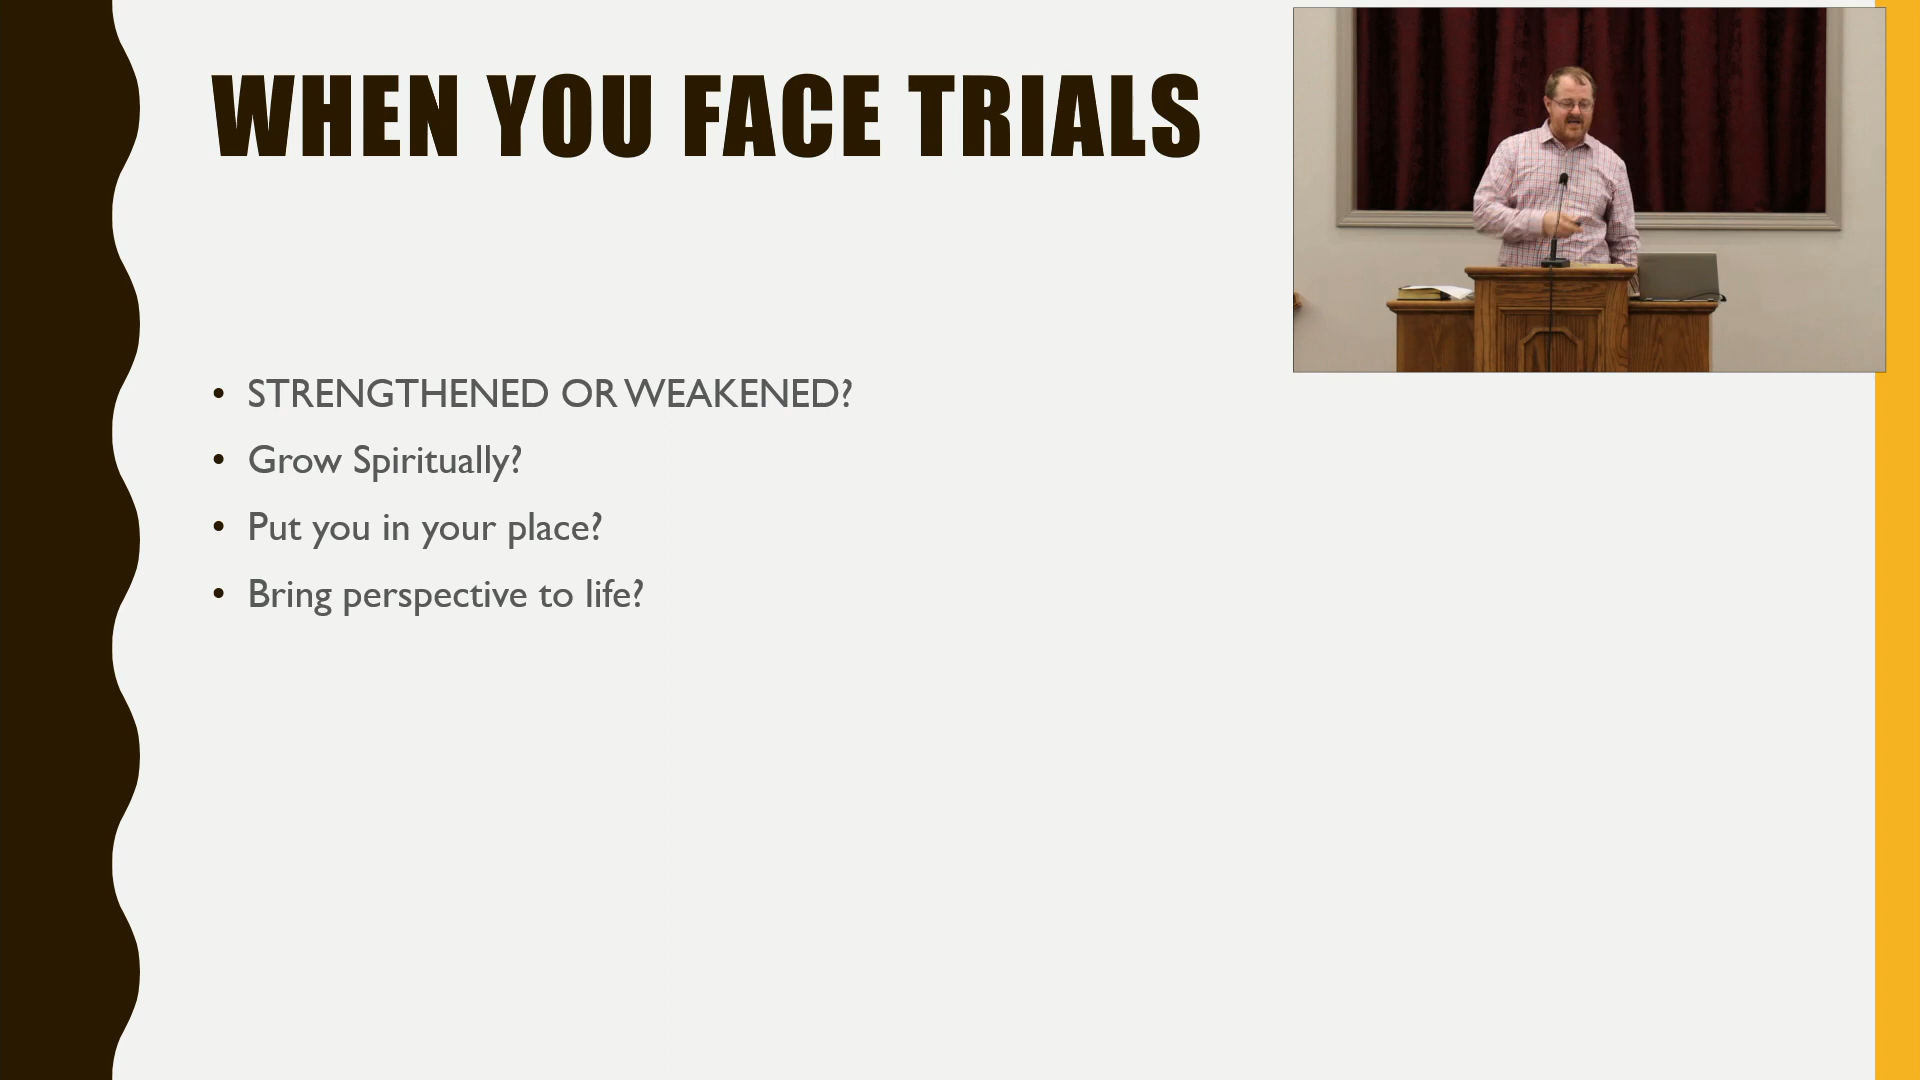 WHEN YOU FACE TRIALS
• STRENGTHENED OR WEAKENED?
• Grow Spiritually?
• Put you in your place?
• Bring perspective to life?